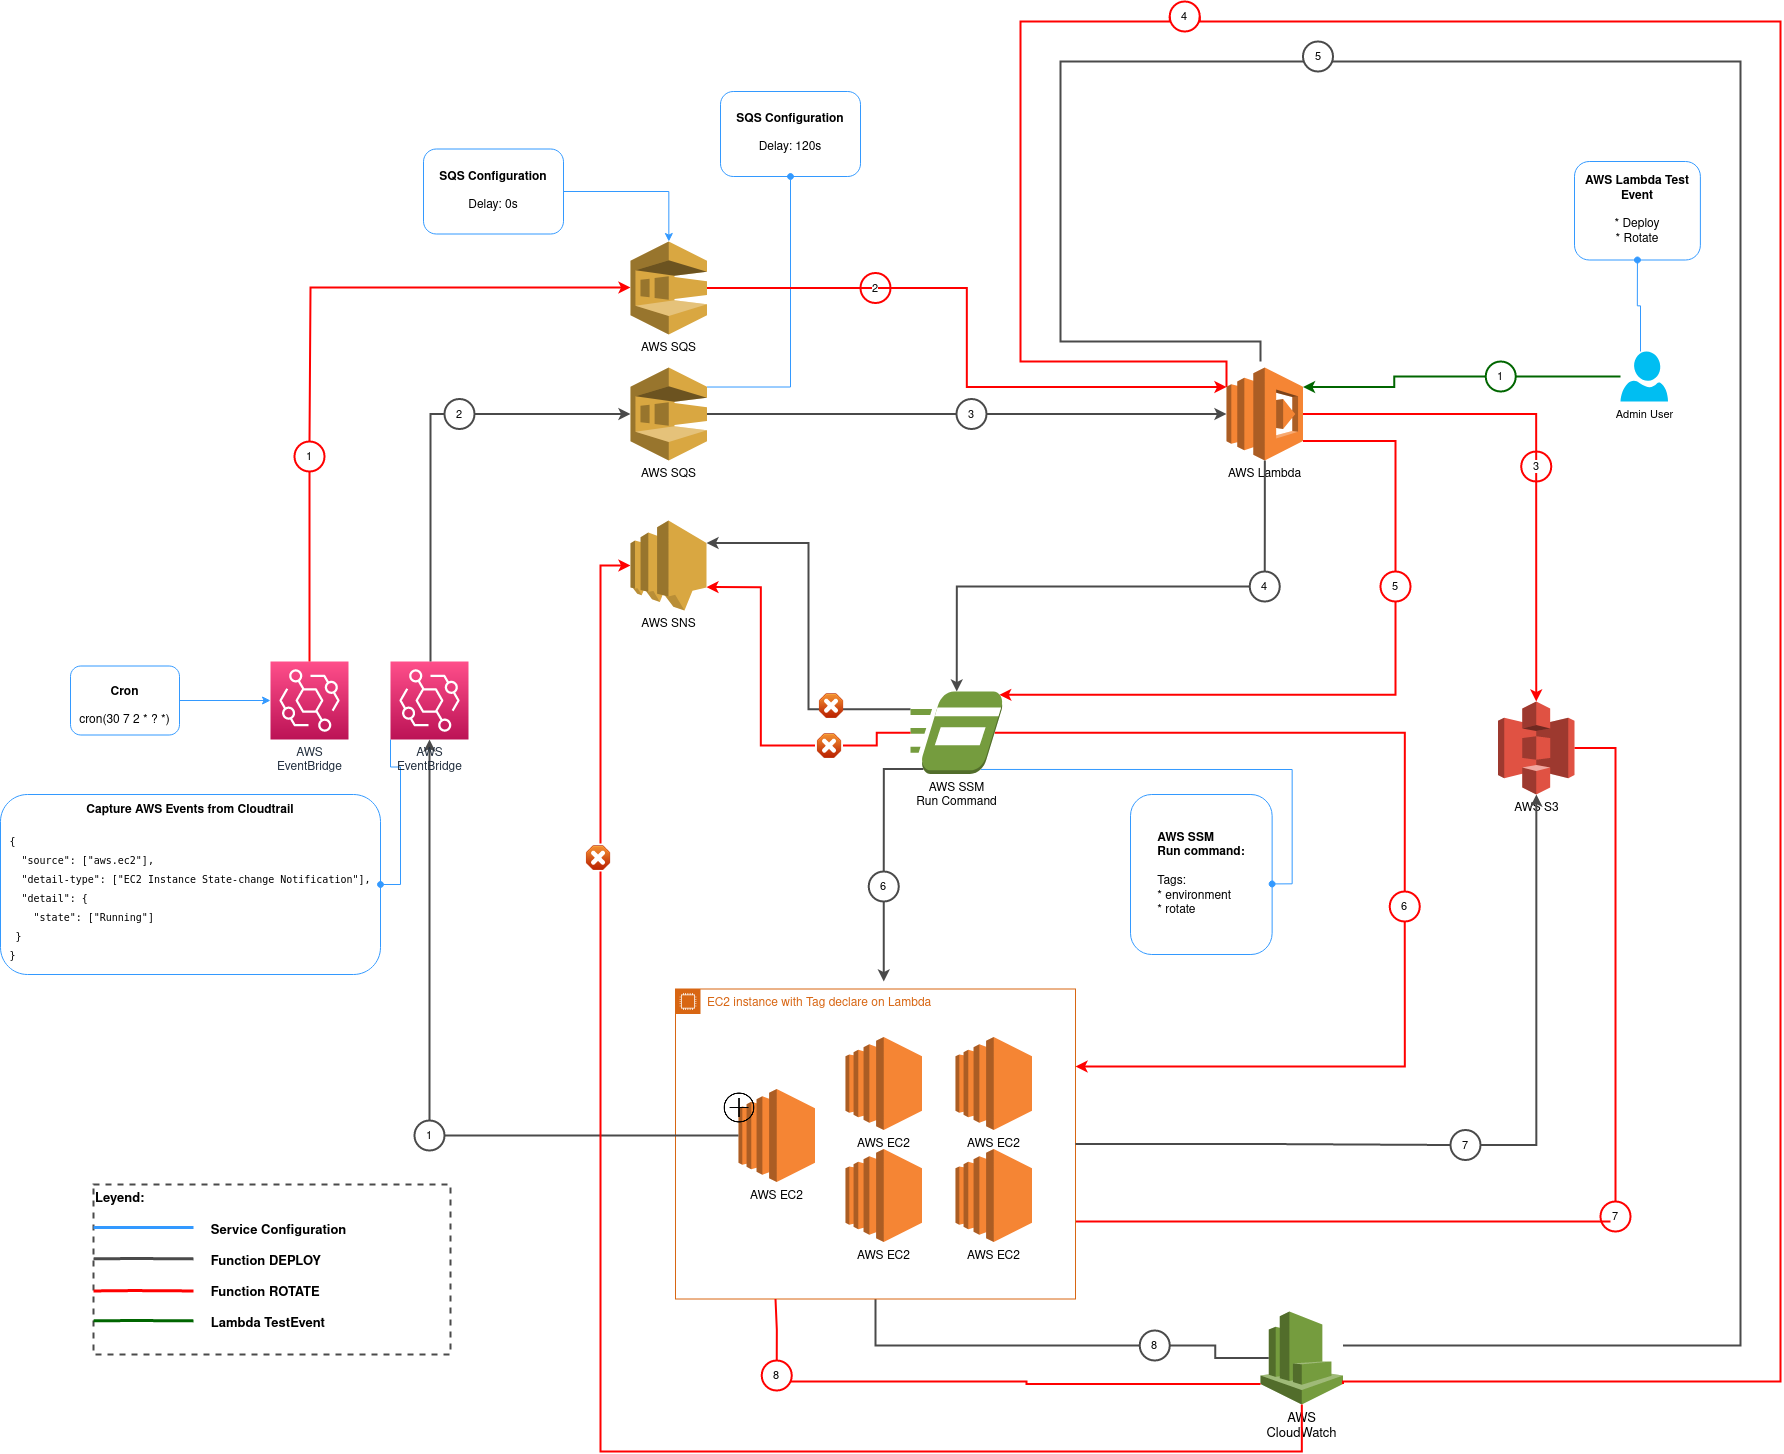 4
5
SQS Configuration
Delay: 120s
SQS Configuration
Delay: 0s
AWS Lambda Test
Event
* Deploy
* Rotate
2
AWS SQS
1
Admin User
2
3
AWS SQS
AWS Lambda
1
3
4
5
AWS SNS
Cron
cron(30 7 2 * ? *)
AWS
EventBridge
AWS
EventBridge
AWS SSM
Run Command
AWS S3
Capture AWS Events from Cloudtrail
{
"source": ["aws.ec2"],
"detail-type": ["EC2 Instance State-change Notification"],
"detail": {
"state": ["Running"]
}
}
AWS SSM
Run command:
Tags:
* environment
* rotate
6
6
EC2 instance with Tag declare on Lambda
AWS EC2
AWS EC2
AWS EC2
AWS EC2
AWS EC2
1
7
7
Leyend:
Service Configuration
Function DEPLOY
Function ROTATE
Lambda TestEvent
8
8
AWS
CloudWatch